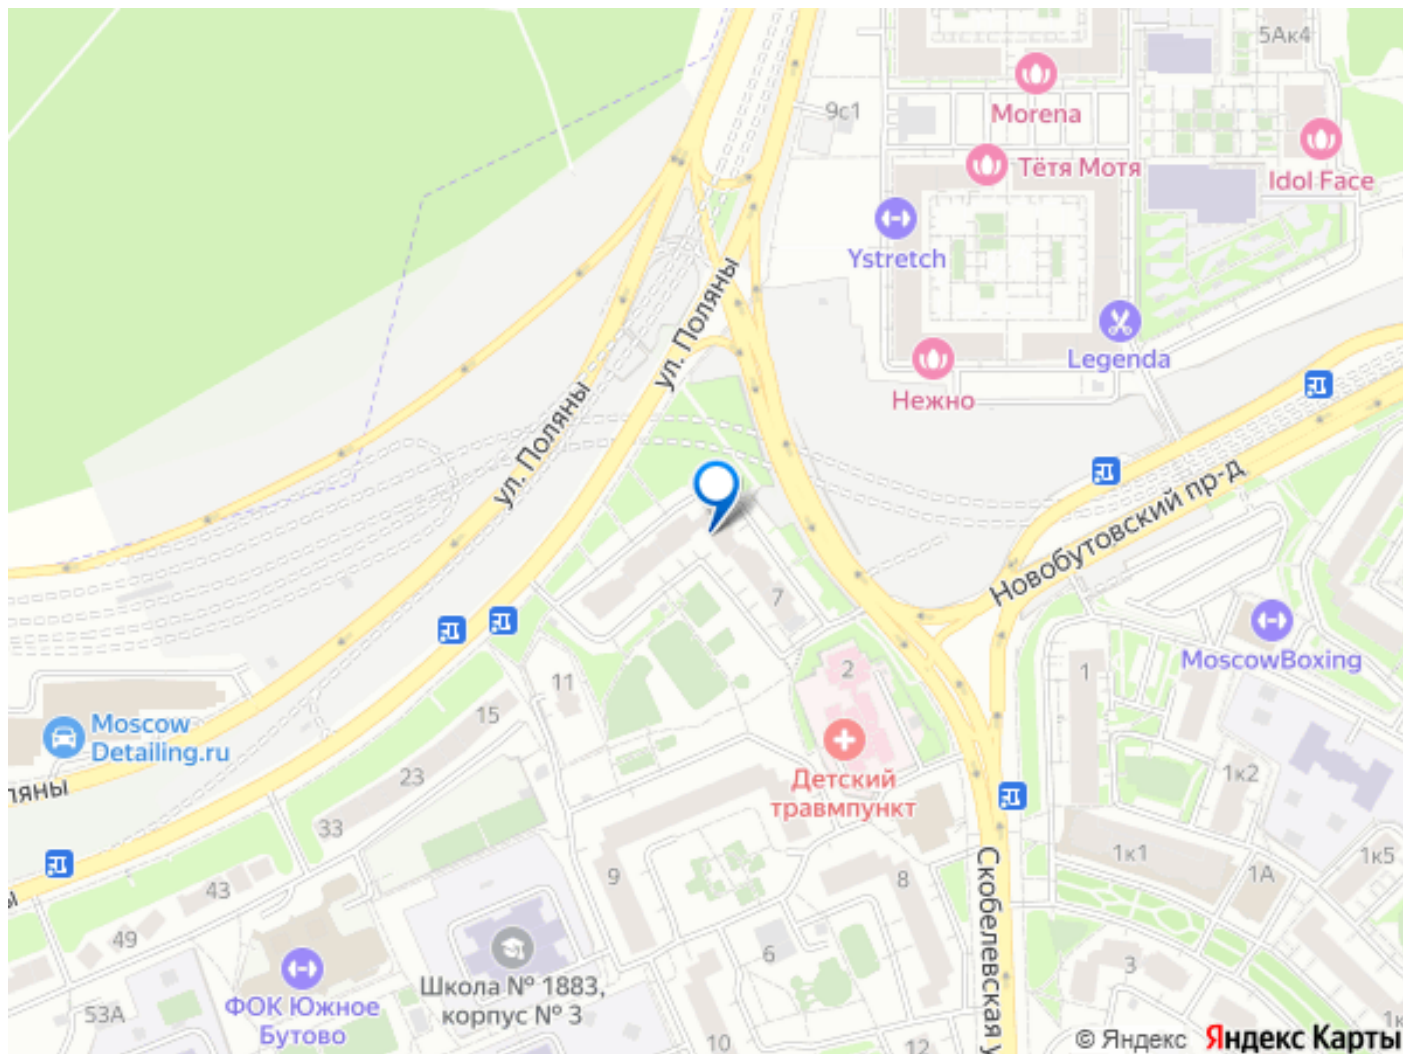 5Ак4
9с1
Morena
Тётя Мотя
Idol Face
Ystretch
ул. Поляны
Legenda
Нежно
ул. Поляны
Новобутовский пр-д
7
MoscowBoxing
2
1
11
15
Moscow
Detailing.ru
23
Детский
травмпункт
1к2
ляны
33
1к1
1к5
1А
9
8
43
Скобелевская у
49
6
3
Школа № 1883,
корпус № 3
ФОК Южное
Бутово
53А
10
12
1к
ы
© Яндекс Яндекс Карты